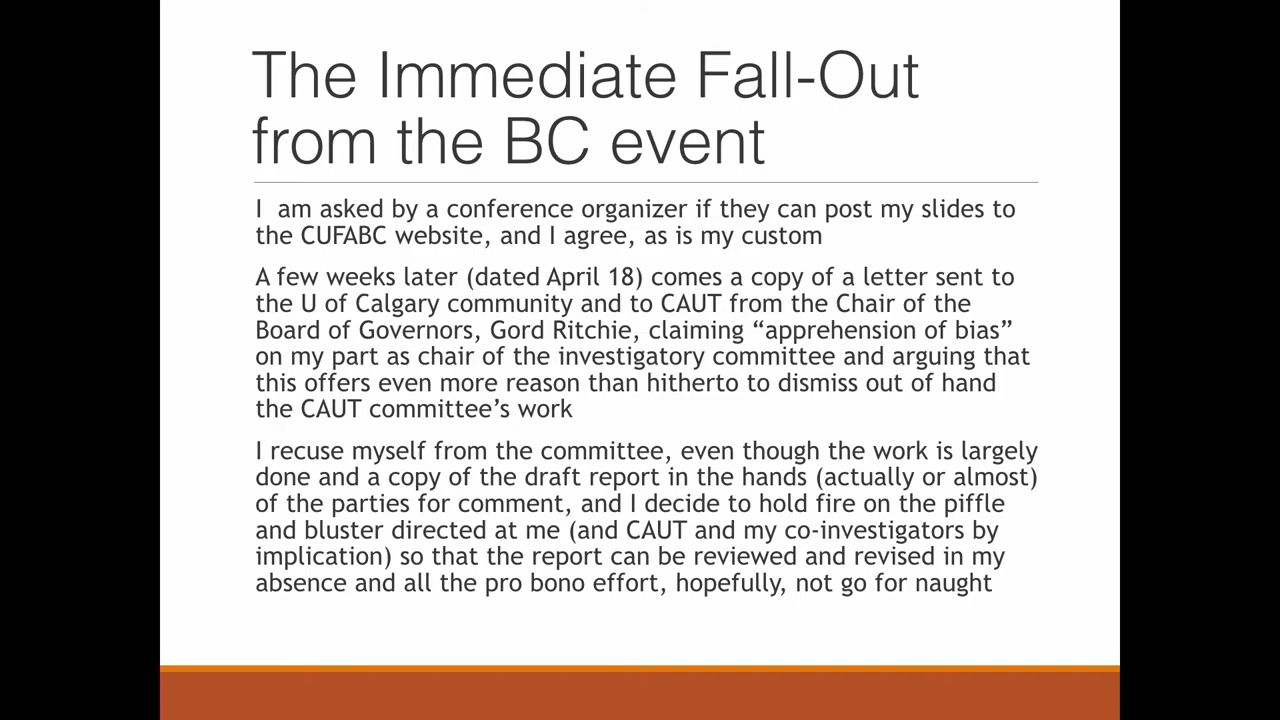 The Immediate Fall-Out
from the BC event
I  am asked by a conference organizer if they can post my slides to
the CUFABC website, and I agree, as is my custom
A few weeks later (dated April 18) comes a copy of a letter sent to
the U of Calgary community and to CAUT from the Chair of the
Board of Governors, Gord Ritchie, claiming “apprehension of bias”
on my part as chair of the investigatory committee and arguing that
this offers even more reason than hitherto to dismiss out of hand
the CAUT committee’s work
I recuse myself from the committee, even though the work is largely
done and a copy of the draft report in the hands (actually or almost)
of the parties for comment, and I decide to hold fire on the piffle
and bluster directed at me (and CAUT and my co-investigators by
implication) so that the report can be reviewed and revised in my
absence and all the pro bono effort, hopefully, not go for naught